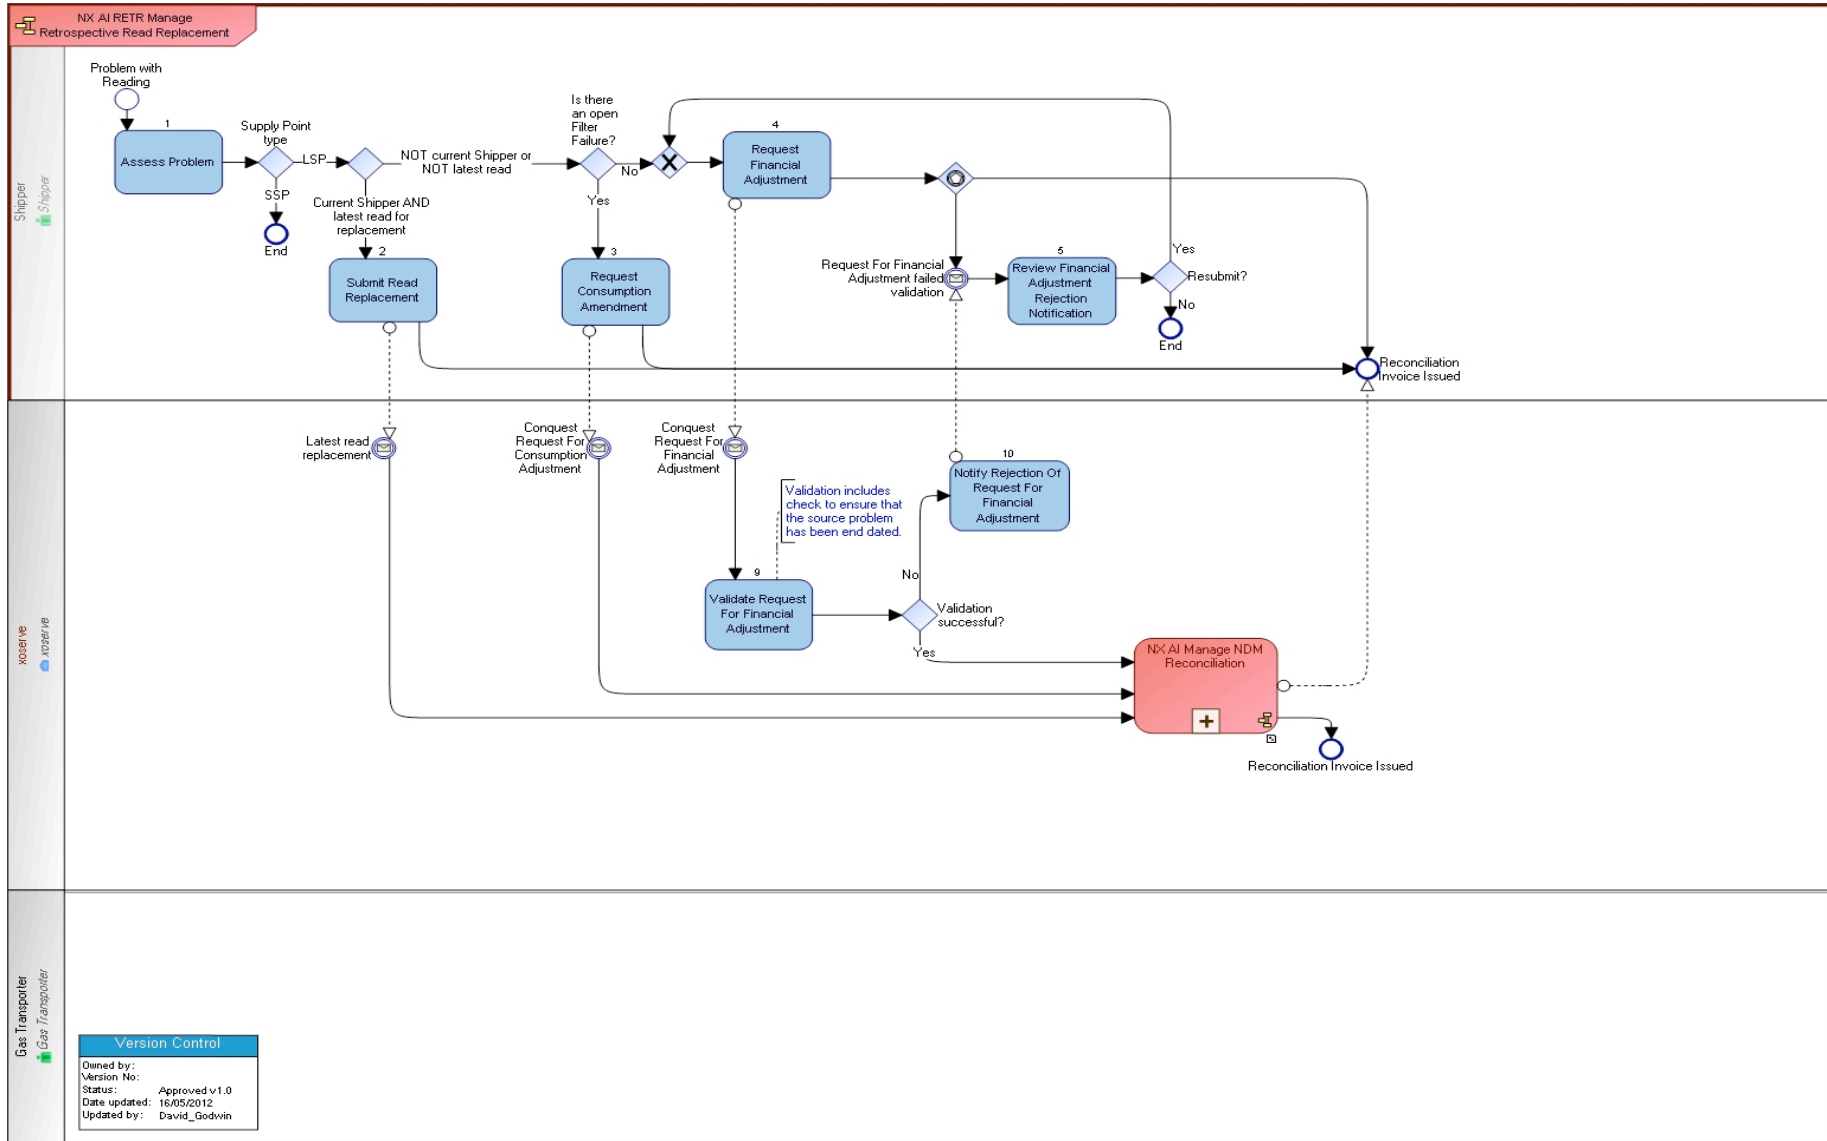 NX AI RETR Manage
Retrospective Read Replacement
Shipper
Shipper
Problem with
Reading
1
Assess Problem
Supply Point
type
LSP
SSP
End
NOT current Shipper or
NOT latest read
Current Shipper AND
latest read for
replacement
2
Submit Read
Replacement
Is there
an open
Filter
Failure?
No
Yes
3
Request
Consumption
Amendment
4
Request
Financial
Adjustment
Request For Financial
Adjustment failed
validation
5
Review Financial
Adjustment
Rejection
Notification
Yes
Resubmit?
No
End
Reconciliation
Invoice Issued
xoserve
xoserve
Latest read
replacement
Conquest
Request For
Consumption
Adjustment
Conquest
Request For
Financial
Adjustment
Validation includes
check to ensure that
the source problem
has been end dated.
10
Notify Rejection Of
Request For
Financial
Adjustment
9
Validate Request
For Financial
Adjustment
No
Validation
successful?
Yes
NX AI Manage NDM
Reconciliation
Reconciliation Invoice Issued
Gas Transporter
Gas Transporter
Version Control
Owned by:
Version No:
Status: Approved v1.0
Date updated: 16/05/2012
Updated by: David_Godwin